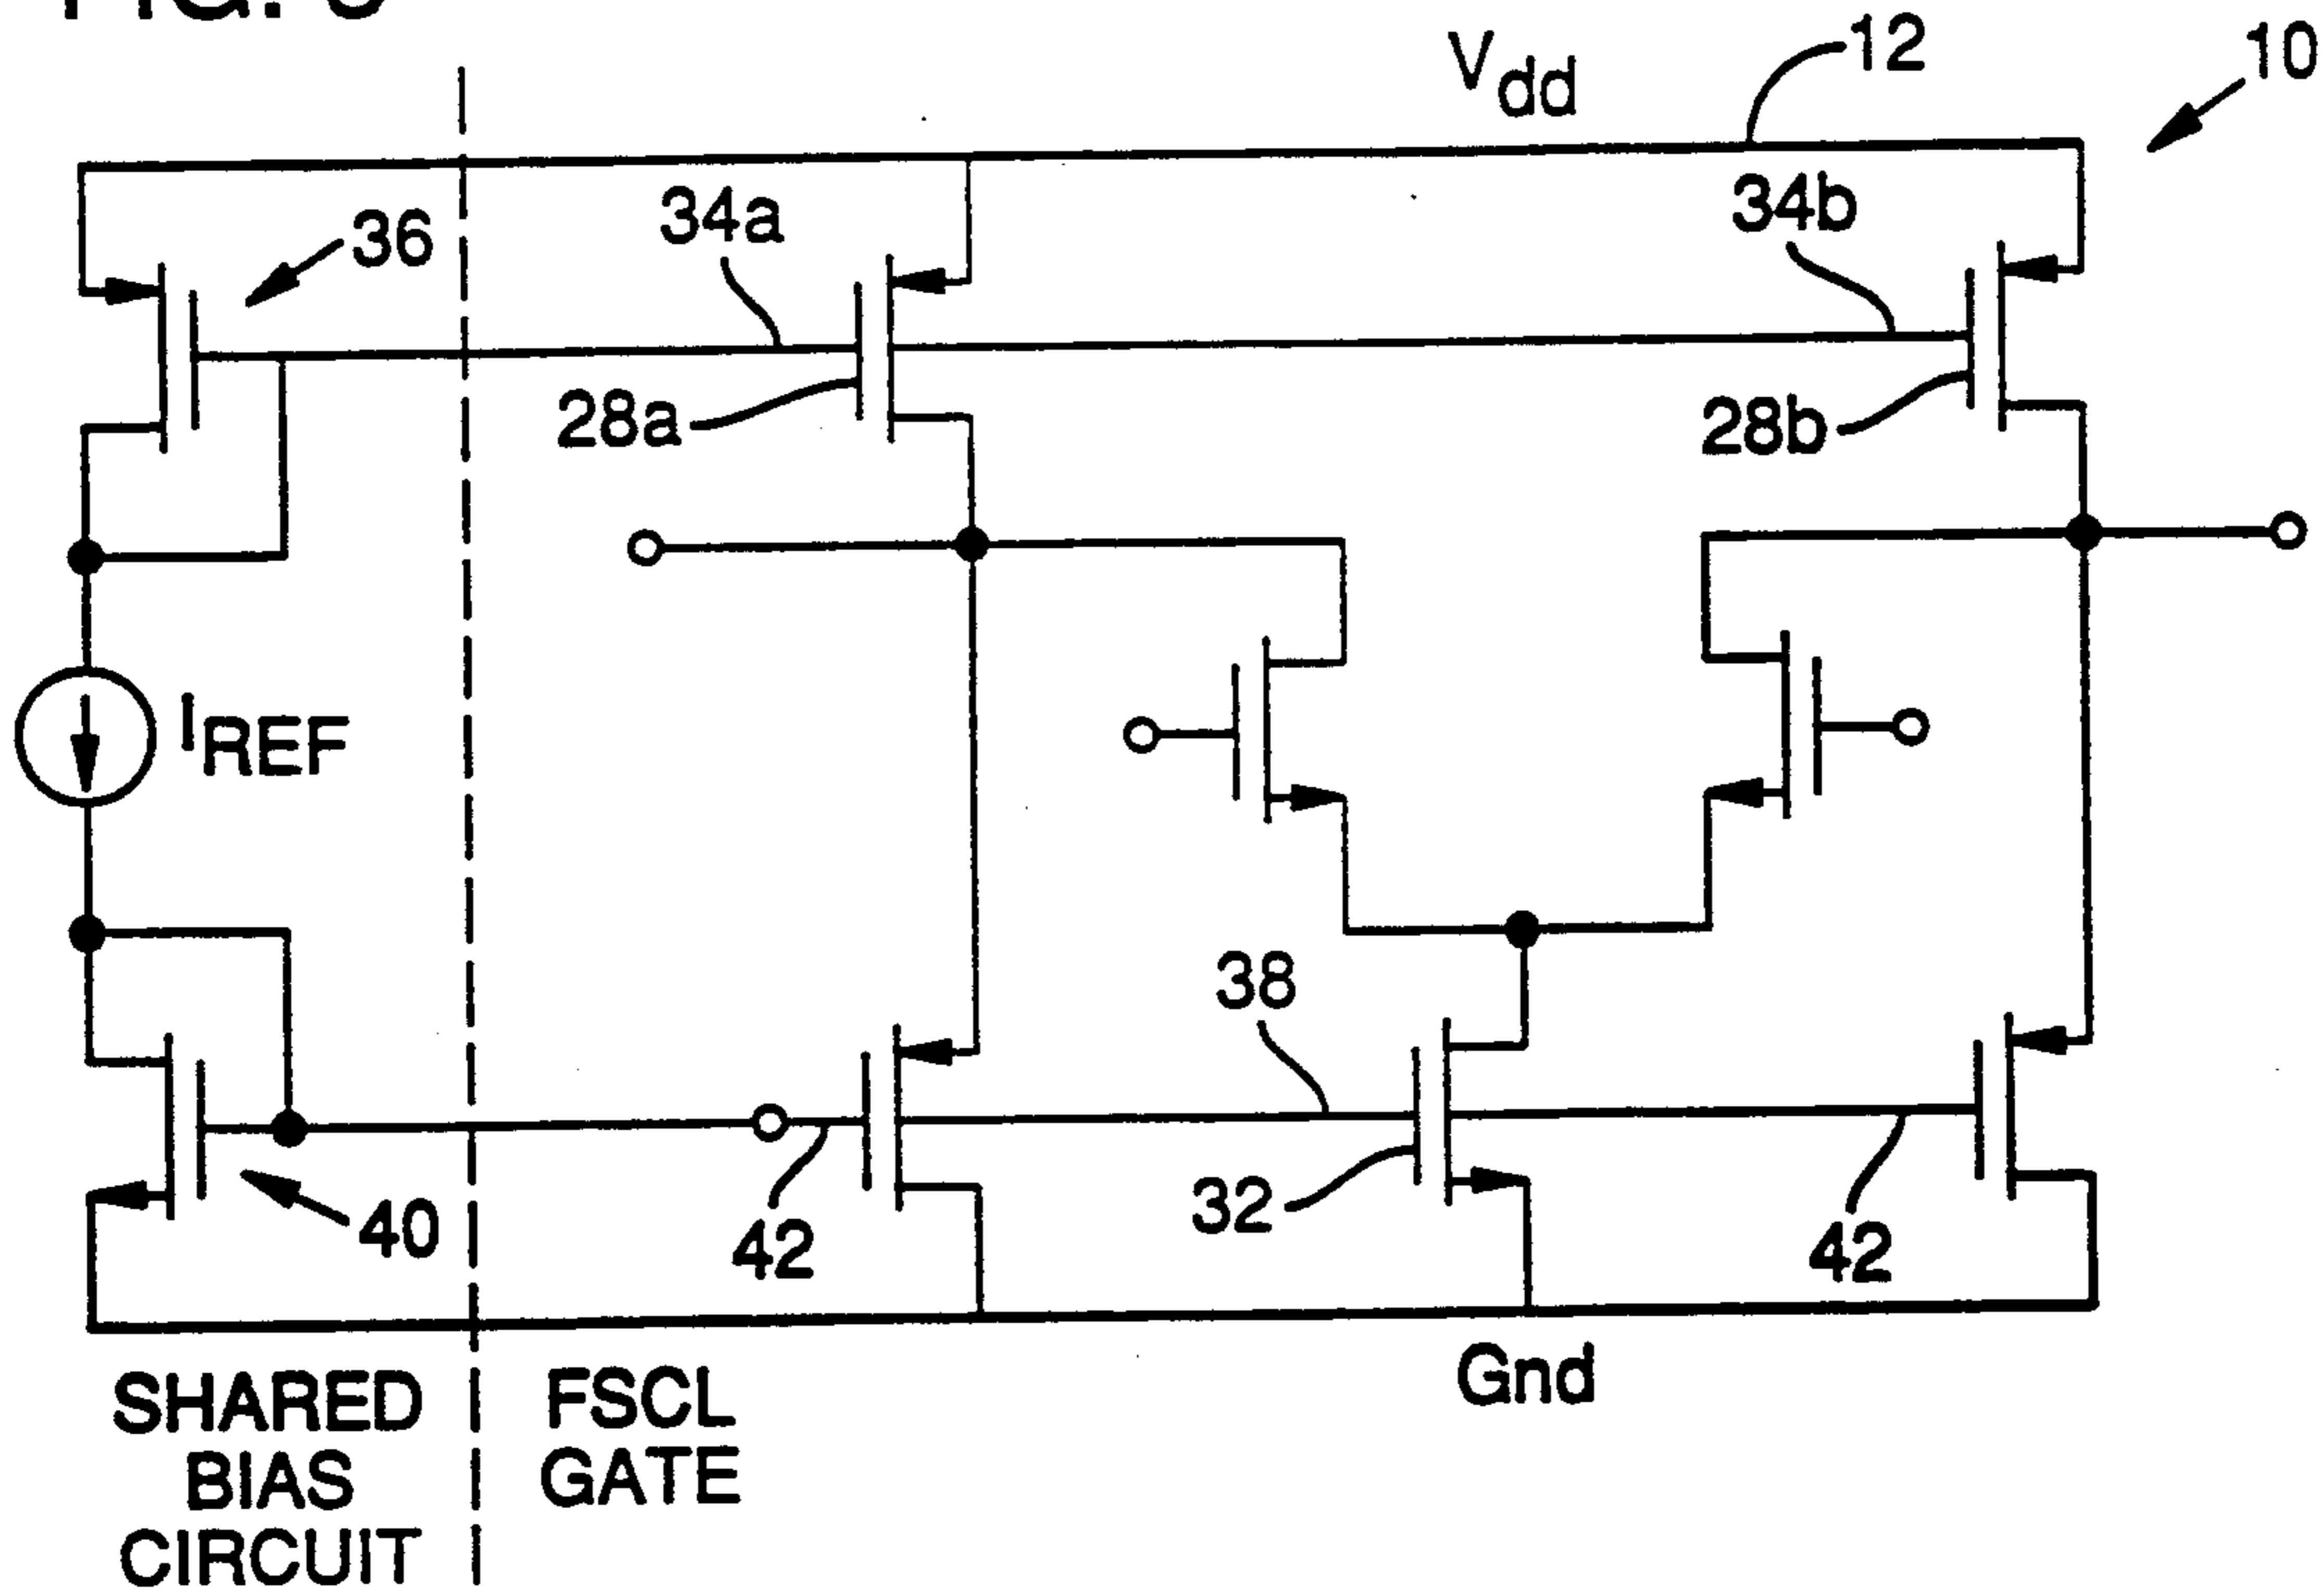 Vdd
12
10
36
34a
34b
28a
28b
IREF
38
40
42
32
42
Gnd
SHARED
BIAS
CIRCUIT
FSCL
GATE